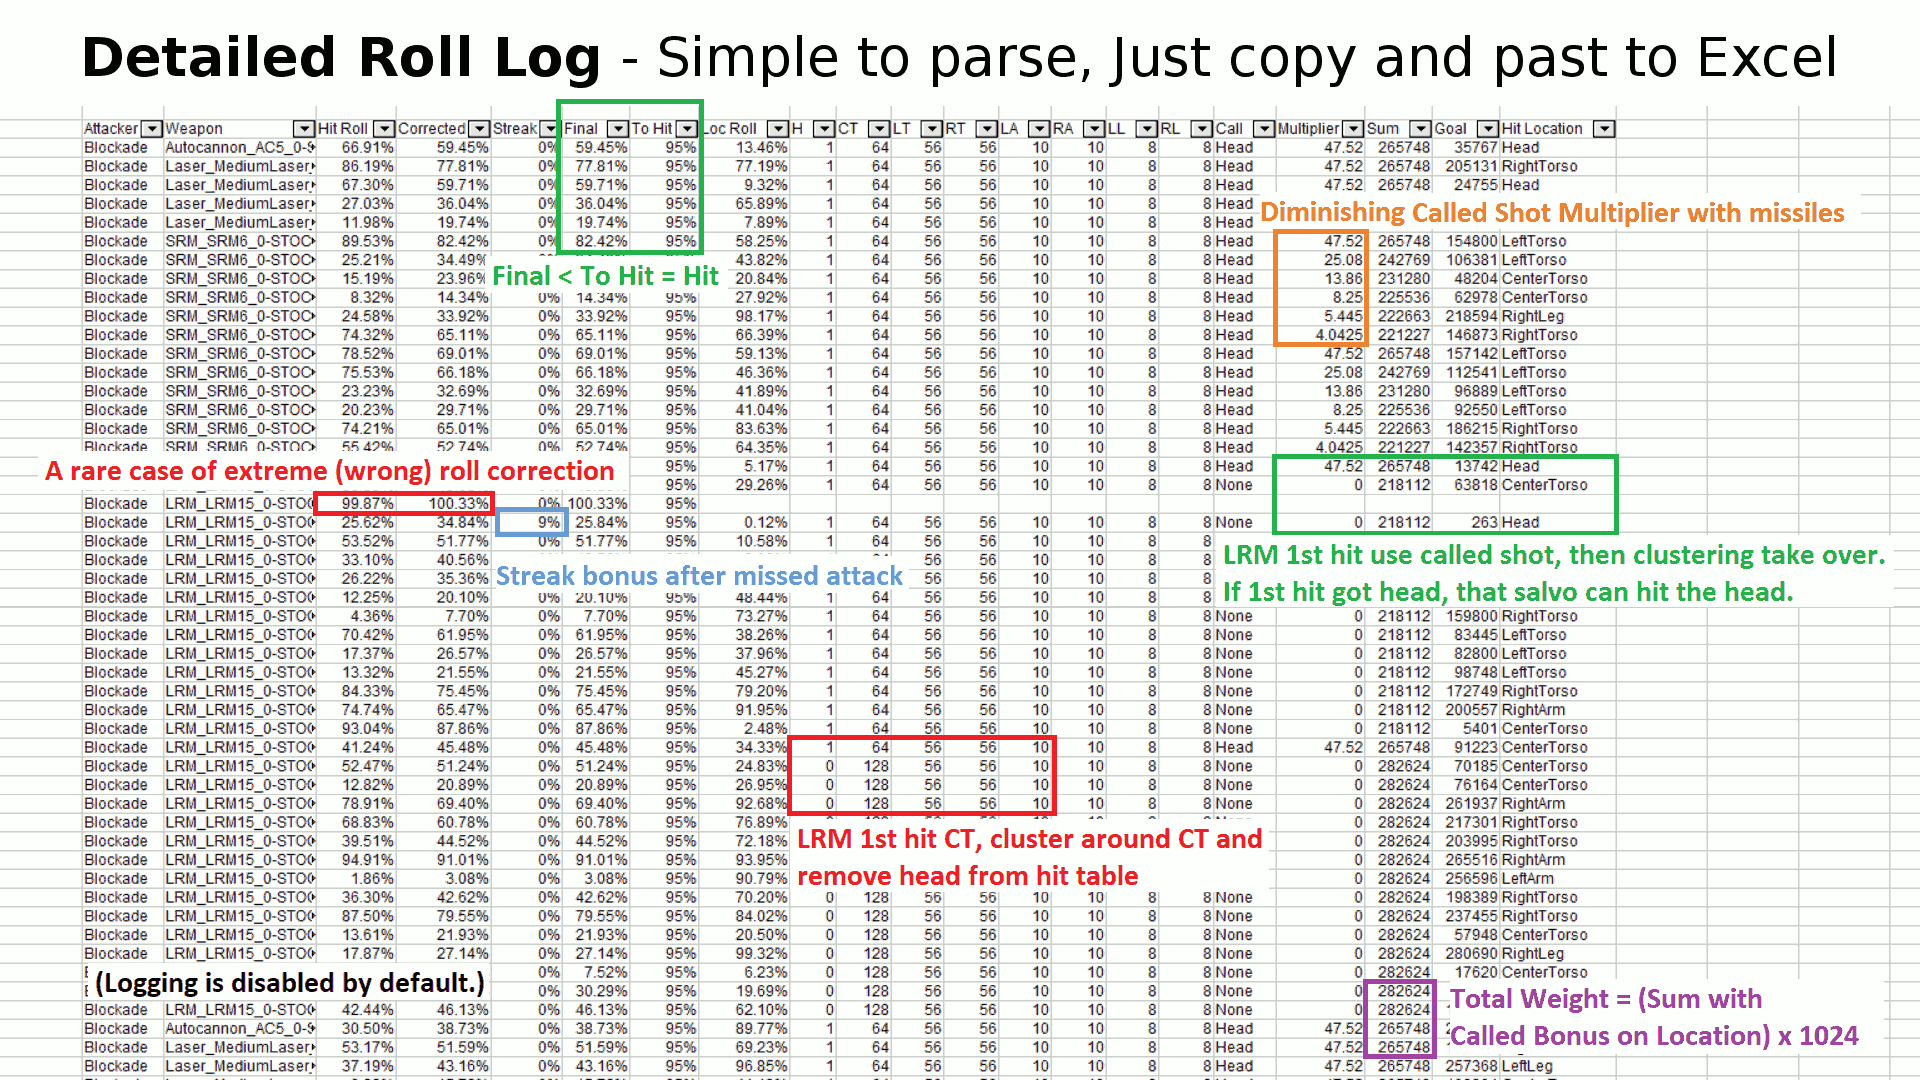 Detailed Roll Log - Simple to parse, Just copy and past to Excel
Attacker Weapon Hit Roll Corrected Streak Final To Hit Loc Roll H CT LT RT LA RA LL RL Call Multiplier Sum Goal Hit Location
Blockade Autocannon_AC5_0-S 66.91% 59.45% 0% 59.45% 95% 13.46% 1 64 56 56 10 10 8 8 Head 47.52 265748 35767 Head
Blockade Laser_MediumLaser_ 86.19% 77.81% 0% 77.81% 95% 77.19% 1 64 56 56 10 10 8 8 Head 47.52 265748 205131 RightTorso
Blockade Laser_MediumLaser_ 67.30% 59.71% 0% 59.71% 95% 9.32% 1 64 56 56 10 10 8 8 Head 47.52 265748 24755 Head
Blockade Laser_MediumLaser_ 27.03% 36.04% 0% 36.04% 95% 65.89% 1 64 56 56 10 10 8 8 Head
Blockade Laser_MediumLaser_ 11.98% 19.74% 0% 19.74% 95% 7.89% 1 64 56 56 10 10 8 8 Head
Diminishing Called Shot Multiplier with missiles
Blockade SRM_SRM6_0-STOC 89.53% 82.42% 0% 82.42% 95% 58.25% 1 64 56 56 10 10 8 8 Head 47.52 265748 154800 LeftTorso
Blockade SRM_SRM6_0-STOC 25.21% 34.49% 43.82% 1 64 56 56 10 10 8 8 Head 25.08 242769 106381 LeftTorso
Blockade SRM_SRM6_0-STOC 15.19% 23.96% 20.84% 1 64 56 56 10 10 8 8 Head 13.86 231280 48204 CenterTorso
Final < To Hit = Hit
Blockade SRM_SRM6_0-STOC 8.32% 14.34% 0% 14.34% 95% 27.92% 1 64 56 56 10 10 8 8 Head 8.25 225536 62978 CenterTorso
Blockade SRM_SRM6_0-STOC 24.58% 33.92% 0% 33.92% 95% 98.17% 1 64 56 56 10 10 8 8 Head 5.445 222663 218594 RightLeg
Blockade SRM_SRM6_0-STOC 74.32% 65.11% 0% 65.11% 95% 66.39% 1 64 56 56 10 10 8 8 Head 4.0425 221227 146873 RightTorso
Blockade SRM_SRM6_0-STOC 78.52% 69.01% 0% 69.01% 95% 59.13% 1 64 56 56 10 10 8 8 Head 47.52 265748 157142 LeftTorso
Blockade SRM_SRM6_0-STOC 75.53% 66.18% 0% 66.18% 95% 46.36% 1 64 56 56 10 10 8 8 Head 25.08 242769 112541 LeftTorso
Blockade SRM_SRM6_0-STOC 23.23% 32.69% 0% 32.69% 95% 41.89% 1 64 56 56 10 10 8 8 Head 13.86 231280 96889 LeftTorso
Blockade SRM_SRM6_0-STOC 20.23% 29.71% 0% 29.71% 95% 41.04% 1 64 56 56 10 10 8 8 Head 8.25 225536 92550 LeftTorso
Blockade SRM_SRM6_0-STOC 74.21% 65.01% 0% 65.01% 95% 83.63% 1 64 56 56 10 10 8 8 Head 5.445 222663 186215 RightTorso
Blockade SRM_SRM6_0-STOC 55.42% 52.74% 0% 52.74% 95% 64.35% 1 64 56 56 10 10 8 8 Head 4.0425 221227 142357 RightTorso
A rare case of extreme (wrong) roll correction
95% 5.17% 1 64 56 56 10 10 8 8 Head 47.52 265748 13742 Head
95% 29.26% 1 64 56 56 10 10 8 8 None 0 218112 63818 CenterTorso
Blockade LRM_LRM15_0-STO 99.87% 100.33% 0% 100.33% 95%
Blockade LRM_LRM15_0-STO 25.62% 34.84% 9% 25.84% 95% 0.12% 1 64 56 56 10 10 8 8 None 0 218112 263 Head
Blockade LRM_LRM15_0-STO 53.52% 51.77% 0% 51.77% 95% 10.58% 1 64 56 56 10 10 8 8
LRM 1st hit use called shot, then clustering take over.
If 1st hit got head, that salvo can hit the head.
Blockade LRM_LRM15_0-STO 33.10% 40.56% 56 56 10 10 8
Blockade LRM_LRM15_0-STO 26.22% 35.36% 56 56 10 10 8
Streak bonus after missed attack
Blockade LRM_LRM15_0-STO 12.25% 20.10% 0% 20.10% 95% 48.44% 1 64 56 56 10 10 8
Blockade LRM_LRM15_0-STO 4.36% 7.70% 0% 7.70% 95% 73.27% 1 64 56 56 10 10 8 8 None 0 218112 159800 RightTorso
Blockade LRM_LRM15_0-STO 70.42% 61.95% 0% 61.95% 95% 38.26% 1 64 56 56 10 10 8 8 None 0 218112 83445 LeftTorso
Blockade LRM_LRM15_0-STO 17.37% 26.57% 0% 26.57% 95% 37.96% 1 64 56 56 10 10 8 8 None 0 218112 82800 LeftTorso
Blockade LRM_LRM15_0-STO 13.32% 21.55% 0% 21.55% 95% 45.27% 1 64 56 56 10 10 8 8 None 0 218112 98748 LeftTorso
Blockade LRM_LRM15_0-STO 84.33% 75.45% 0% 75.45% 95% 79.20% 1 64 56 56 10 10 8 8 None 0 218112 172749 RightTorso
Blockade LRM_LRM15_0-STO 74.74% 65.47% 0% 65.47% 95% 91.95% 1 64 56 56 10 10 8 8 None 0 218112 200557 RightArm
Blockade LRM_LRM15_0-STO 93.04% 87.86% 0% 87.86% 95% 2.48% 1 64 56 56 10 10 8 8 None 0 218112 5401 CenterTorso
Blockade LRM_LRM15_0-STO 41.24% 45.48% 0% 45.48% 95% 34.33% 1 64 56 56 10 10 8 8 Head 47.52 265748 91223 CenterTorso
Blockade LRM_LRM15_0-STO 52.47% 51.24% 0% 51.24% 95% 24.83% 0 128 56 56 10 10 8 8 None 0 282624 70185 CenterTorso
Blockade LRM_LRM15_0-STO 12.82% 20.89% 0% 20.89% 95% 26.95% 0 128 56 56 10 10 8 8 None 0 282624 76164 CenterTorso
Blockade LRM_LRM15_0-STO 78.91% 69.40% 0% 69.40% 95% 92.68% 0 128 56 56 10 10 8 8 None 0 282624 261937 RightArm
Blockade LRM_LRM15_0-STO 68.83% 60.78% 0% 60.78% 95% 76.89% 0 282624 217301 RightTorso
Blockade LRM_LRM15_0-STO 39.51% 44.52% 0% 44.52% 95% 72.18% 0 282624 203995 RightTorso
Blockade LRM_LRM15_0-STO 94.91% 91.01% 0% 91.01% 95% 93.95% 0 282624 265516 RightArm
Blockade LRM_LRM15_0-STO 1.86% 3.08% 0% 3.08% 95% 90.79% 0 282624 256596 LeftArm
LRM 1st hit CT, cluster around CT and
remove head from hit table
Blockade LRM_LRM15_0-STO 36.30% 42.62% 0% 42.62% 95% 70.20% 0 128 56 56 10 10 8 8 None 0 282624 198389 RightTorso
Blockade LRM_LRM15_0-STO 87.50% 79.55% 0% 79.55% 95% 84.02% 0 128 56 56 10 10 8 8 None 0 282624 237455 RightTorso
Blockade LRM_LRM15_0-STO 13.61% 21.93% 0% 21.93% 95% 20.50% 0 128 56 56 10 10 8 8 None 0 282624 57948 CenterTorso
Blockade LRM_LRM15_0-STO 17.87% 27.14% 0% 27.14% 95% 99.32% 0 128 56 56 10 10 8 8 None 0 282624 280690 RightLeg
0% 7.52% 95% 6.23% 0 128 56 56 10 10 8 8 None 0 282624 17620 CenterTorso
(Logging is disabled by default.)
0% 30.29% 95% 19.69% 0 128 56 56 10 10 8 8 None 0 282624
Blockade LRM_LRM15_0-STO 42.44% 46.13% 0% 46.13% 95% 62.10% 0 128 56 56 10 10 8 8 None 0 282624
Blockade Autocannon_AC5_0-S 30.50% 38.73% 0% 38.73% 95% 89.77% 1 64 56 56 10 10 8 8 Head 47.52 265748
Blockade Laser_MediumLaser_ 53.17% 51.59% 0% 51.59% 95% 69.23% 1 64 56 56 10 10 8 8 Head 47.52 265748
Total Weight = (Sum with
Called Bonus on Location) x 1024
Blockade Laser_MediumLaser_ 37.19% 43.16% 0% 43.16% 95% 96.85% 1 64 56 56 10 10 8 8 Head 47.52 265748 257368 LeftLeg